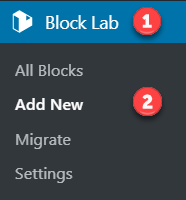 Block Lab 1
All Blocks
Add New 2
Migrate
Settings